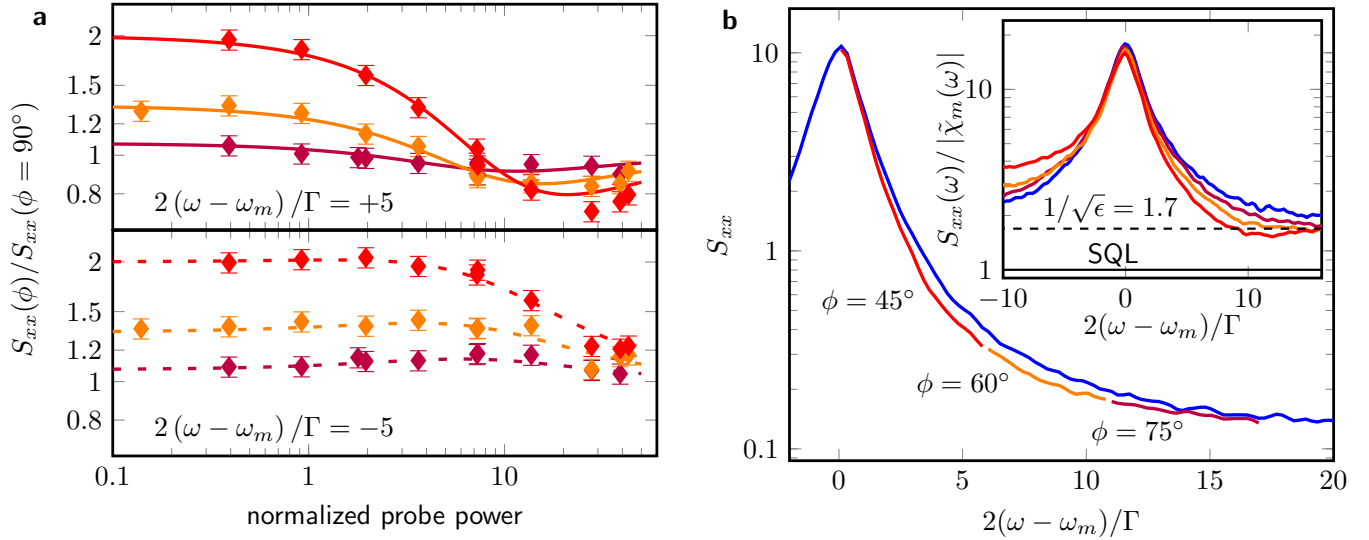 a
S_xx(ϕ)/S_xx(ϕ = 90°)
2
1.5
1.2
1
0.8
2 (ω − ω_m) /Γ = +5
2
1.5
1.2
1
0.8
2 (ω − ω_m) /Γ = −5
0.1
1
10
normalized probe power
b
S_xx
10
1
0.1
ϕ = 45°
ϕ = 60°
ϕ = 75°
0
5
10
15
20
2(ω − ω_m)/Γ
S_xx(ω)/|χ̃_m(ω)|
10
1
1/√ϵ = 1.7
SQL
−10
0
10
2(ω − ω_m)/Γ